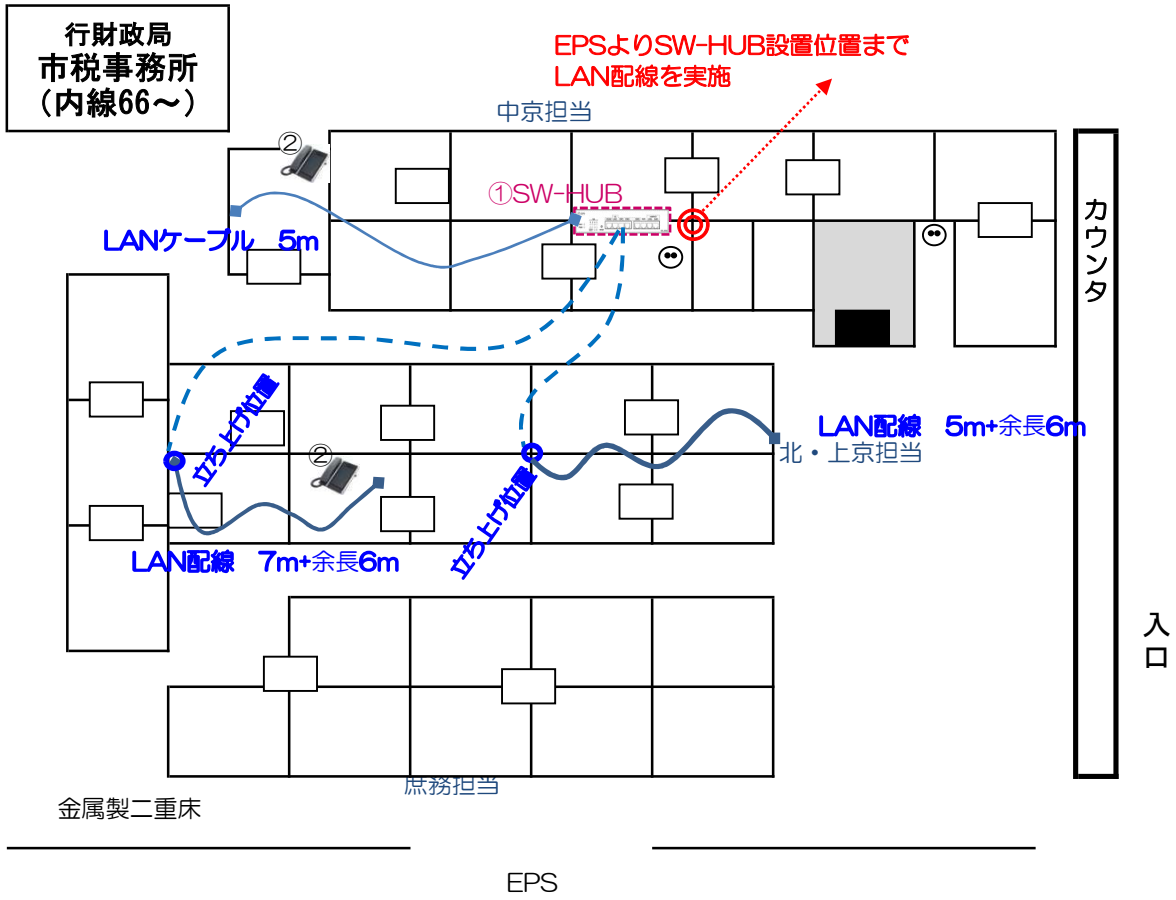 行財政局
市税事務所
（内線66～）
EPSよりSW-HUB設置位置まで
LAN配線を実施
中京担当
②
①SW-HUB
LANケーブル　5m
カウンタ
立ち上げ位置
②
LAN配線　5m+余長6m
北・上京担当
立ち上げ位置
LAN配線　7m+余長6m
入口
庶務担当
金属製二重床
EPS